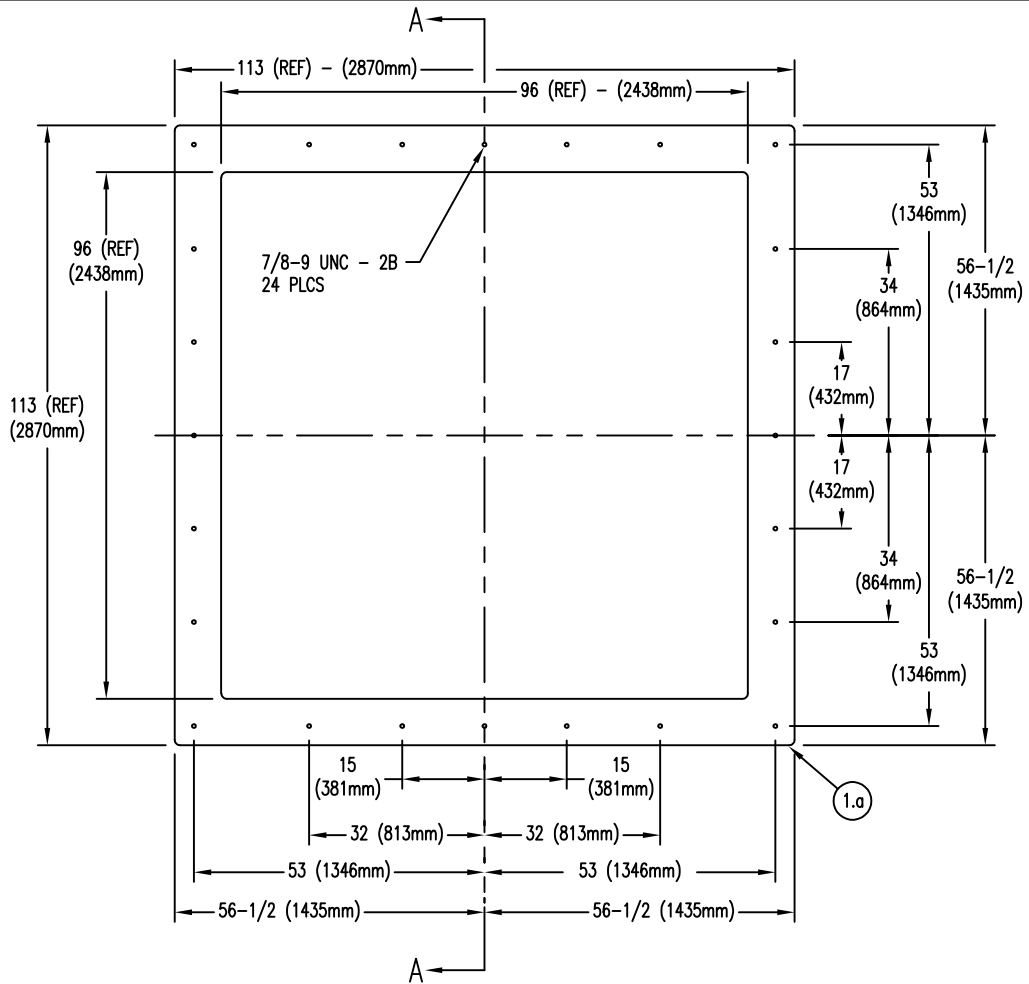 A
113 (REF) - (2870mm)
96 (REF) - (2438mm)
53
(1346mm)
96 (REF)
(2438mm)
7/8-9 UNC - 2B
24 PLCS
34
(864mm)
56-1/2
(1435mm)
17
(432mm)
113 (REF)
(2870mm)
17
(432mm)
34
(864mm)
56-1/2
(1435mm)
53
(1346mm)
15
(381mm)
15
(381mm)
1.a
32 (813mm)
32 (813mm)
53 (1346mm)
53 (1346mm)
56-1/2 (1435mm)
56-1/2 (1435mm)
A